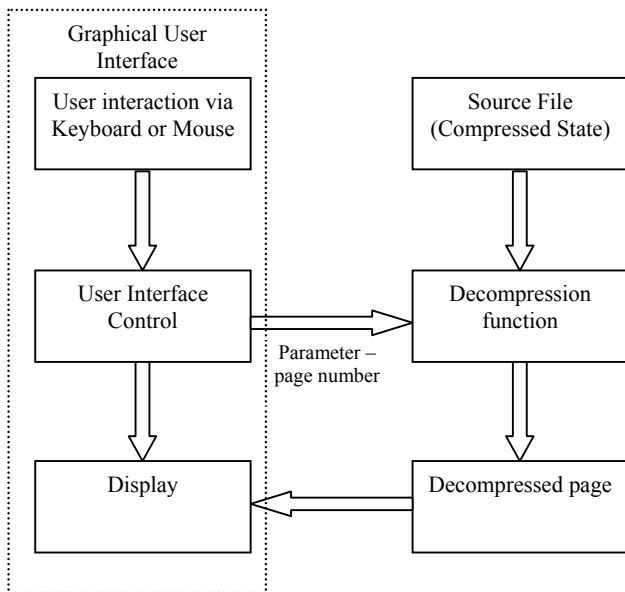 Graphical User
Interface
User interaction via
Keyboard or Mouse
Source File
(Compressed State)
User Interface
Control
Parameter –
page number
Decompression
function
Display
Decompressed page